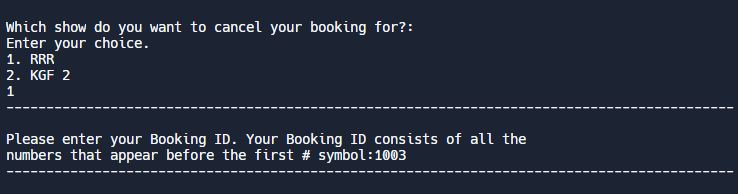 Which show do you want to cancel your booking for?:
Enter your choice.
1. RRR
2. KGF 2
1
--------------------------------------------------------------------------------------------
Please enter your Booking ID. Your Booking ID consists of all the
numbers that appear before the first # symbol:1003
--------------------------------------------------------------------------------------------